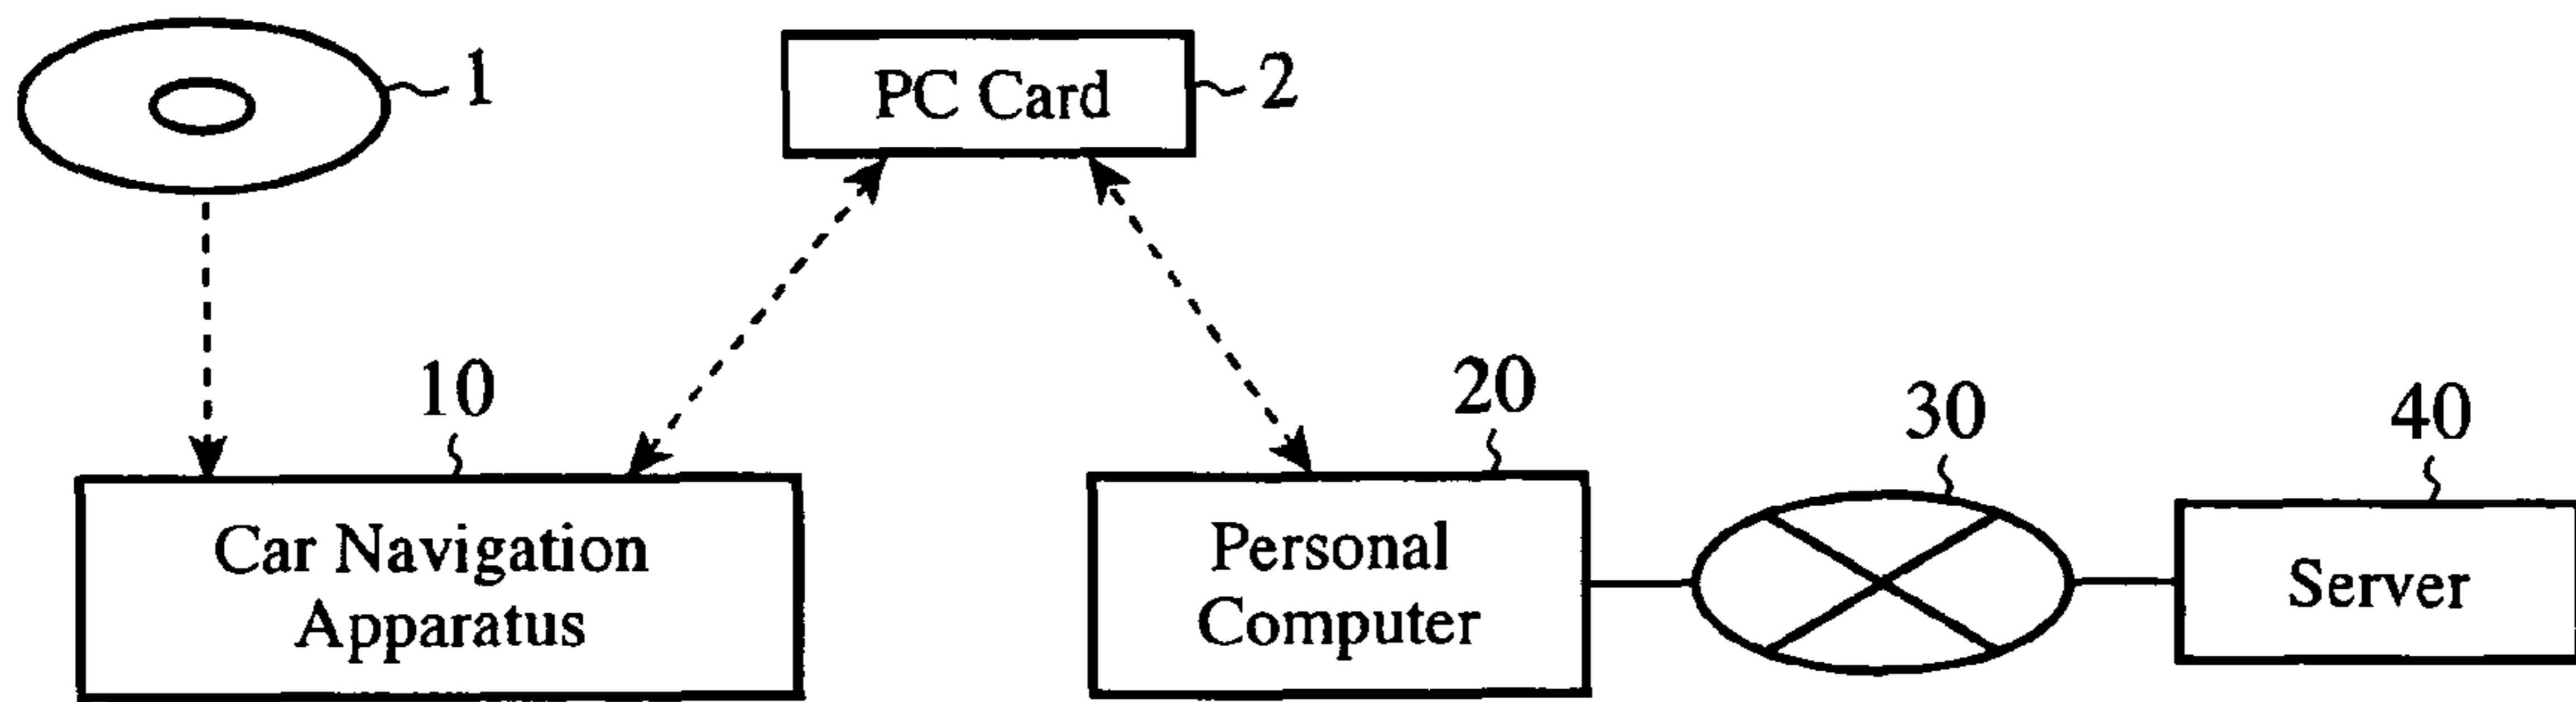 1
PC Card
2
10
20
30
40
Car Navigation
Apparatus
Personal
Computer
Server